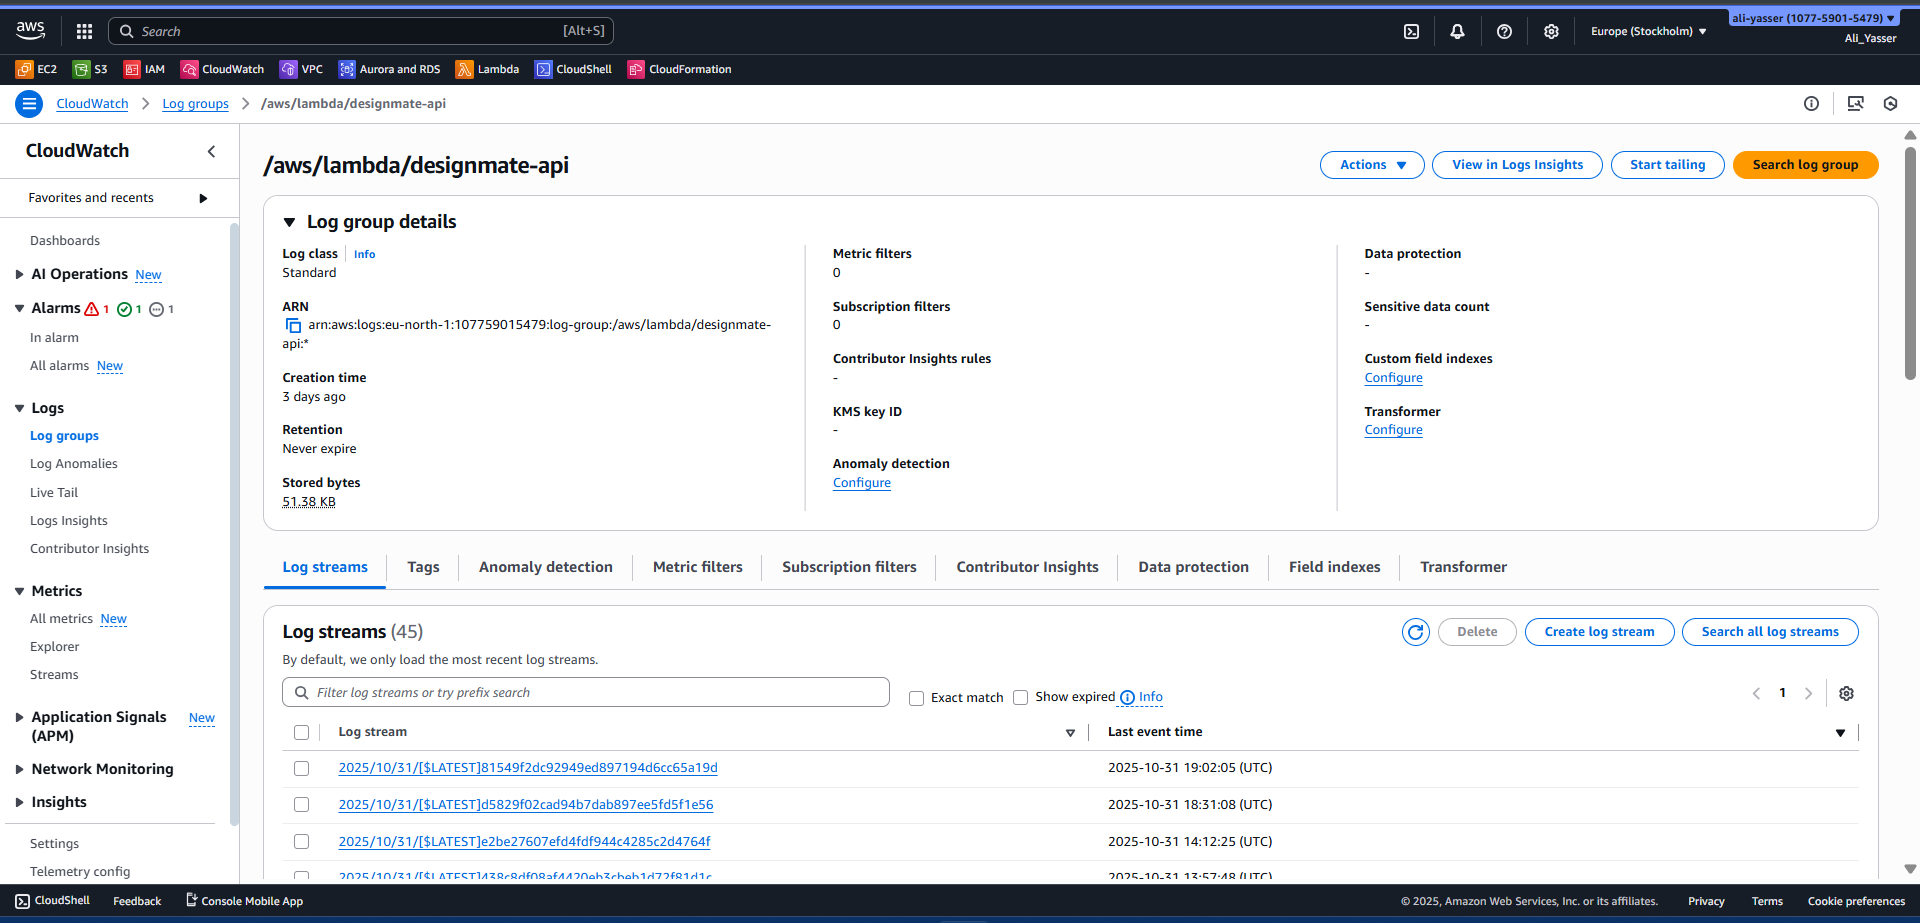 aws
Search
[Alt+S]
Europe (Stockholm)
ali-yasser (1077-5901-5479)
Ali_Yasser
EC2
S3
IAM
CloudWatch
VPC
Aurora and RDS
Lambda
CloudShell
CloudFormation
CloudWatch
Log groups
/aws/lambda/designmate-api
CloudWatch
Favorites and recents
Dashboards
AI Operations New
Alarms 1 1 1
In alarm
All alarms New
Logs
Log groups
Log Anomalies
Live Tail
Logs Insights
Contributor Insights
Metrics
All metrics New
Explorer
Streams
Application Signals New
(APM)
Network Monitoring
Insights
Settings
Telemetry config
/aws/lambda/designmate-api
Actions
View in Logs Insights
Start tailing
Search log group
Log group details
Log class Info
Standard
ARN
arn:aws:logs:eu-north-1:107759015479:log-group:/aws/lambda/designmate-
api:*
Creation time
3 days ago
Retention
Never expire
Stored bytes
51.38 KB
Metric filters
0
Subscription filters
0
Contributor Insights rules
-
KMS key ID
-
Anomaly detection
Configure
Data protection
-
Sensitive data count
-
Custom field indexes
Configure
Transformer
Configure
Log streams
Tags
Anomaly detection
Metric filters
Subscription filters
Contributor Insights
Data protection
Field indexes
Transformer
Log streams (45)
By default, we only load the most recent log streams.
Delete
Create log stream
Search all log streams
Filter log streams or try prefix search
Exact match
Show expired
Info
1
Log stream
Last event time
2025/10/31/[$LATEST]81549f2dc92949ed897194d6cc65a19d
2025-10-31 19:02:05 (UTC)
2025/10/31/[$LATEST]d5829f02cad94b7dab897ee5fd5f1e56
2025-10-31 18:31:08 (UTC)
2025/10/31/[$LATEST]e2be27607efd4fdf944c4285c2d4764f
2025-10-31 14:12:25 (UTC)
2025/10/31/[$LATEST]438c8df08af4420eb3cbeb1d72f81d1c
2025-10-31 13:57:48 (UTC)
CloudShell
Feedback
Console Mobile App
© 2025, Amazon Web Services, Inc. or its affiliates.
Privacy
Terms
Cookie preferences